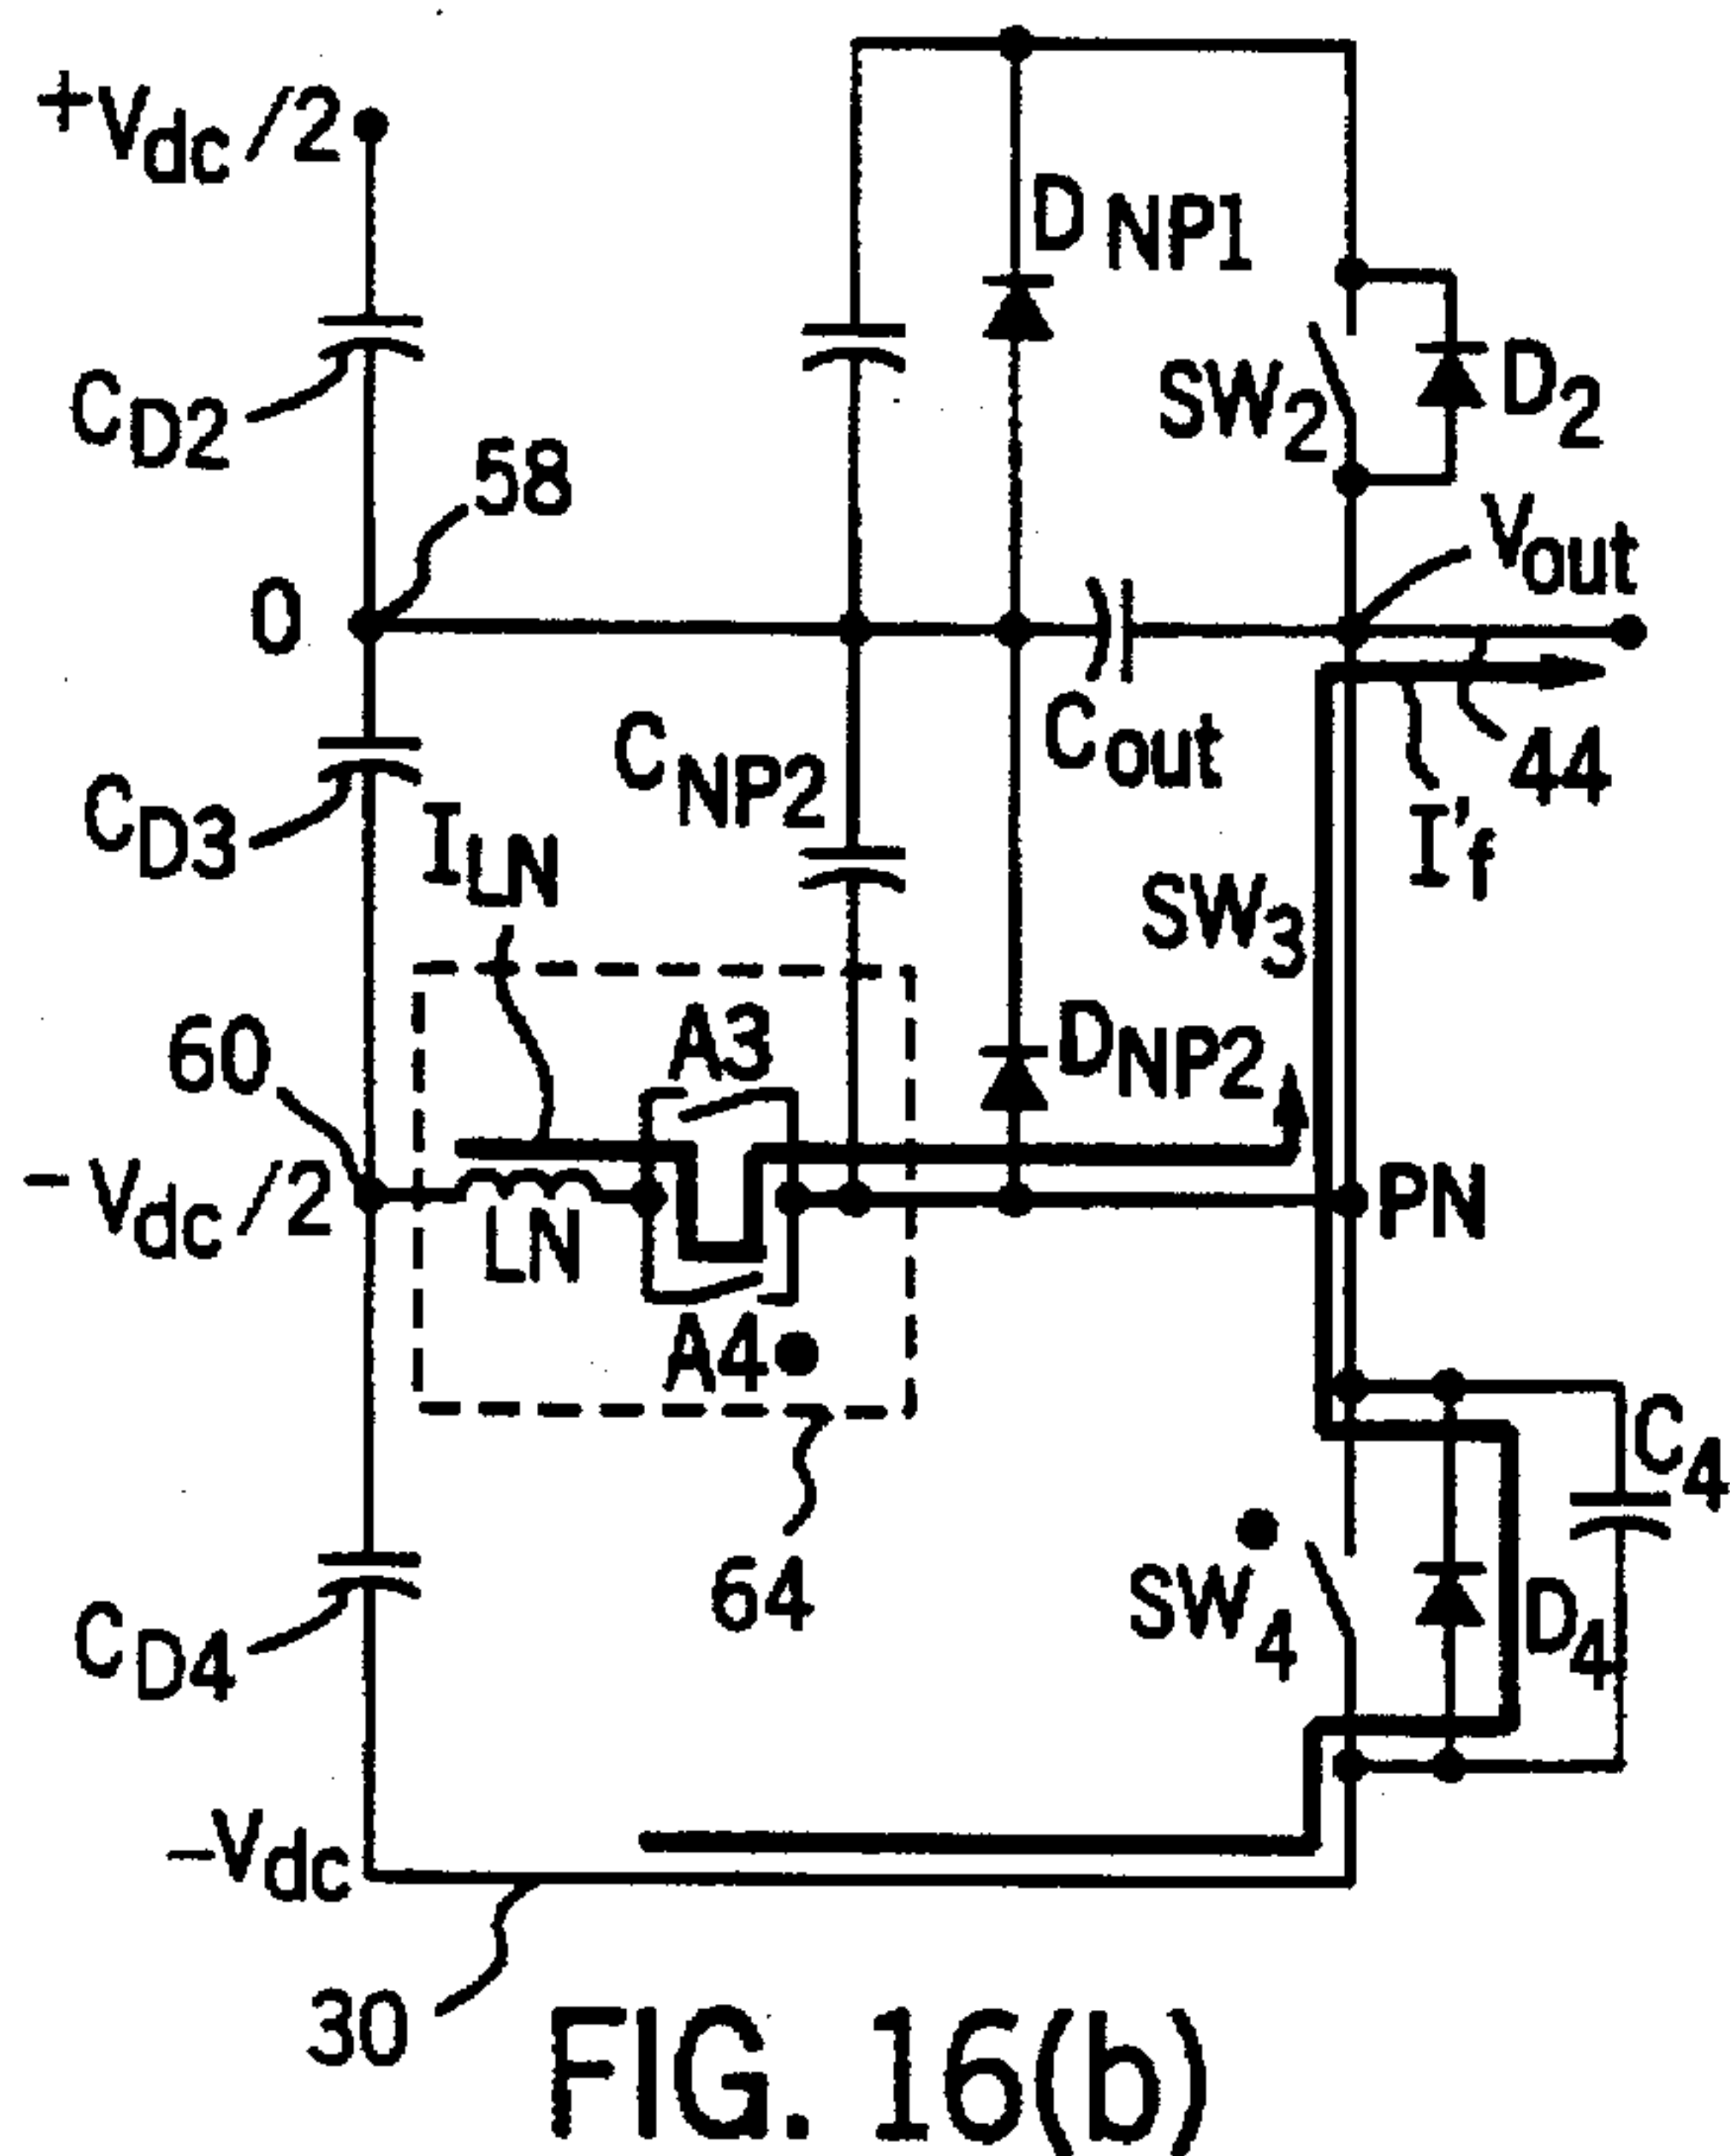 +Vdc/2
DNP1
CD2
SW2
D2
58
Vout
0
CNP2
Cout
44
CD3
ILN
I'f
SW3
60
A3
DNP2
-Vdc/2
LN
PN
A4
C4
64
SW4
D4
CD4
-Vdc
30
FIG. 16(b)